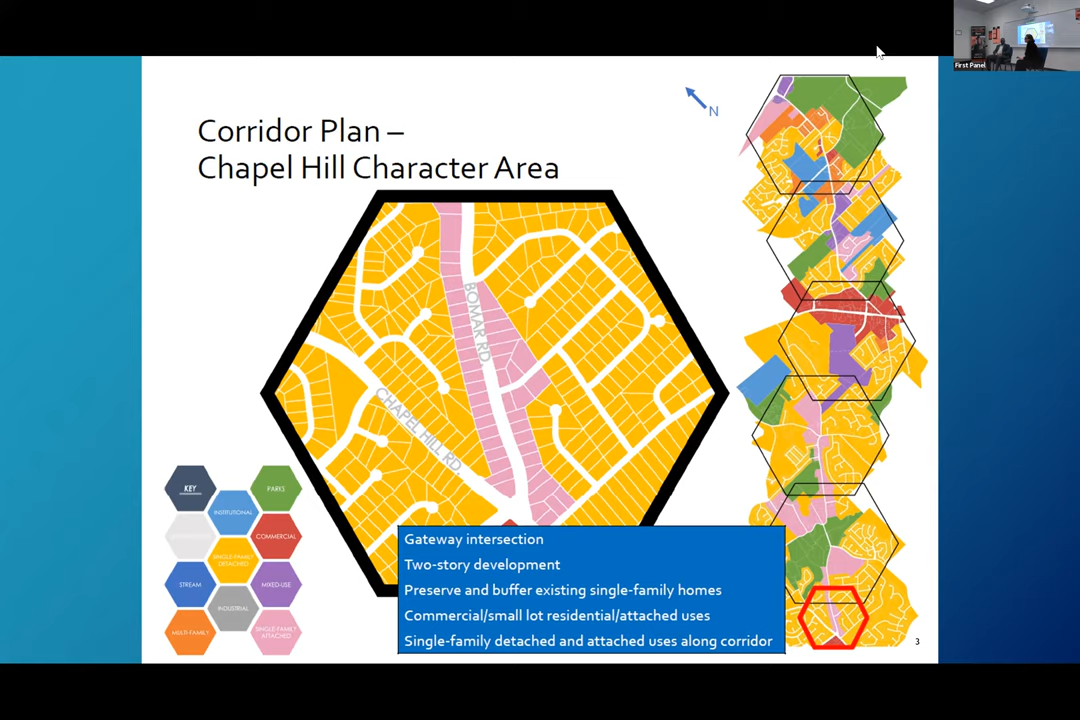 First Panel
N
Corridor Plan –
Chapel Hill Character Area
BOMAR RD
CHAPEL HILL RD.
KEY
PARKS
INSTITUTIONAL
COMMERCIAL
SINGLE-FAMILY
DETACHED
STREAM
MIXED-USE
INDUSTRIAL
MULTI-FAMILY
SINGLE-FAMILY
ATTACHED
Gateway intersection
Two-story development
Preserve and buffer existing single-family homes
Commercial/small lot residential/attached uses
Single-family detached and attached uses along corridor
3